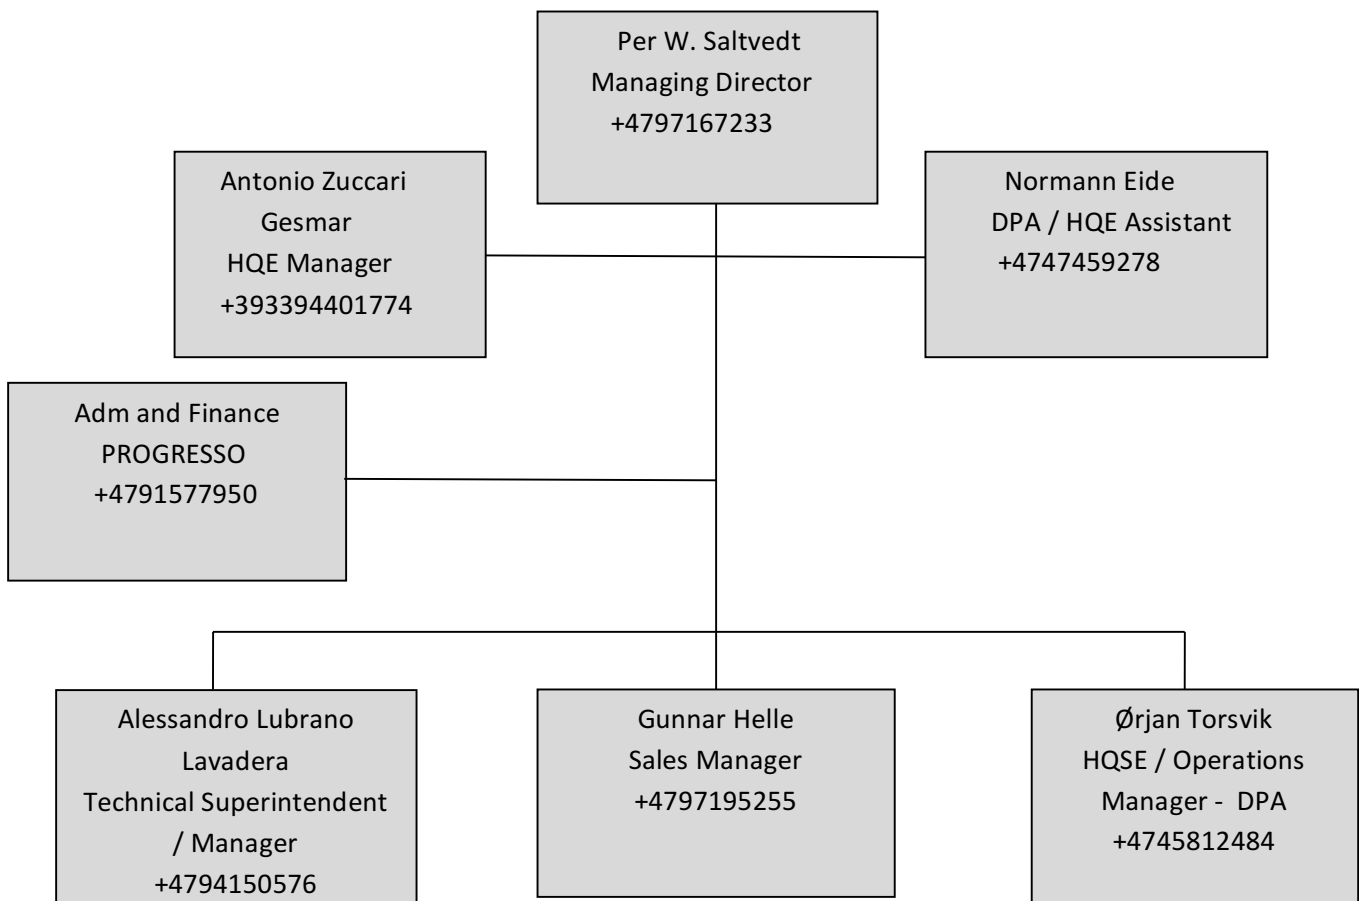 Per W. Saltvedt
Managing Director
+4797167233
Antonio Zuccari
Gesmar
HQE Manager
+393394401774
Normann Eide
DPA / HQE Assistant
+4747459278
Adm and Finance
PROGRESSO
+4791577950
Alessandro Lubrano
Lavadera
Technical Superintendent
/ Manager
+4794150576
Gunnar Helle
Sales Manager
+4797195255
Ørjan Torsvik
HQSE / Operations
Manager - DPA
+4745812484